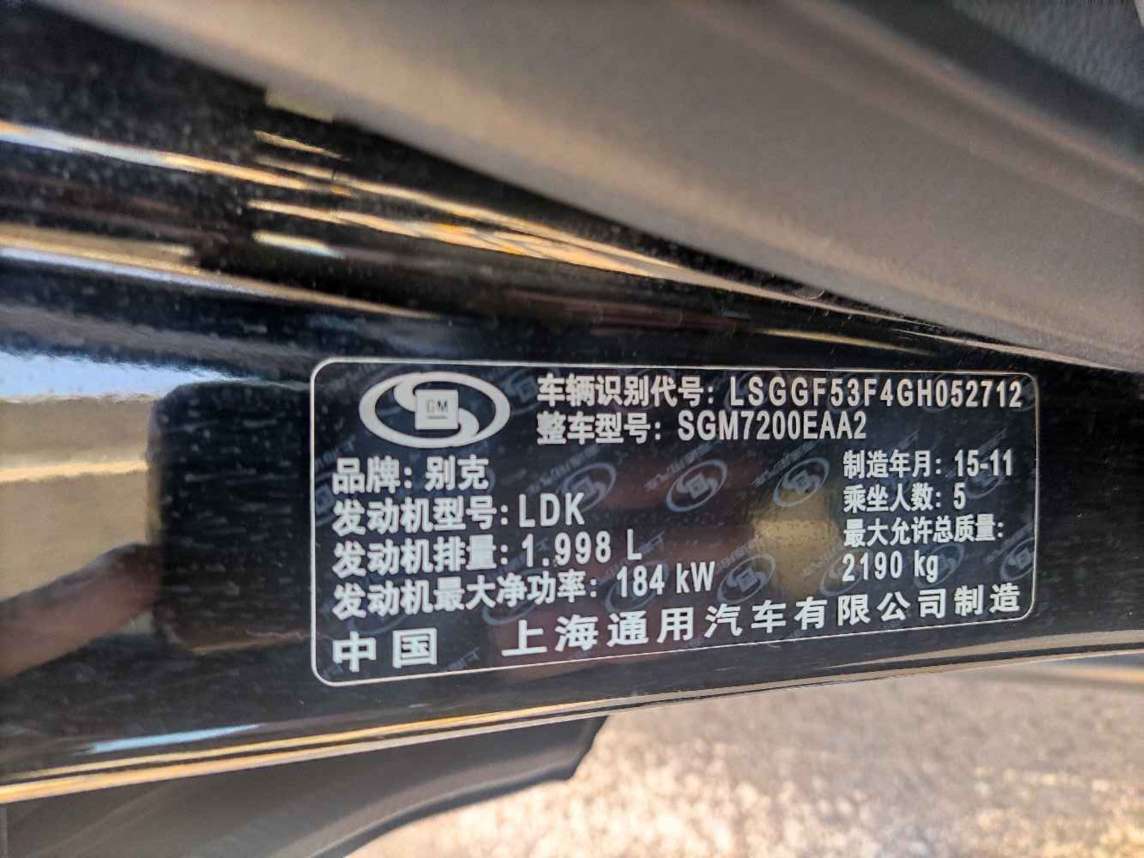 GM
车辆识别代号: LSGGF53F4GH052712
整车型号: SGM7200EAA2
品牌: 别克
制造年月: 15-11
发动机型号: LDK
乘坐人数: 5
发动机排量: 1.998 L
最大允许总质量:
2190 kg
发动机最大净功率: 184 kW
中国 上海通用汽车有限公司制造